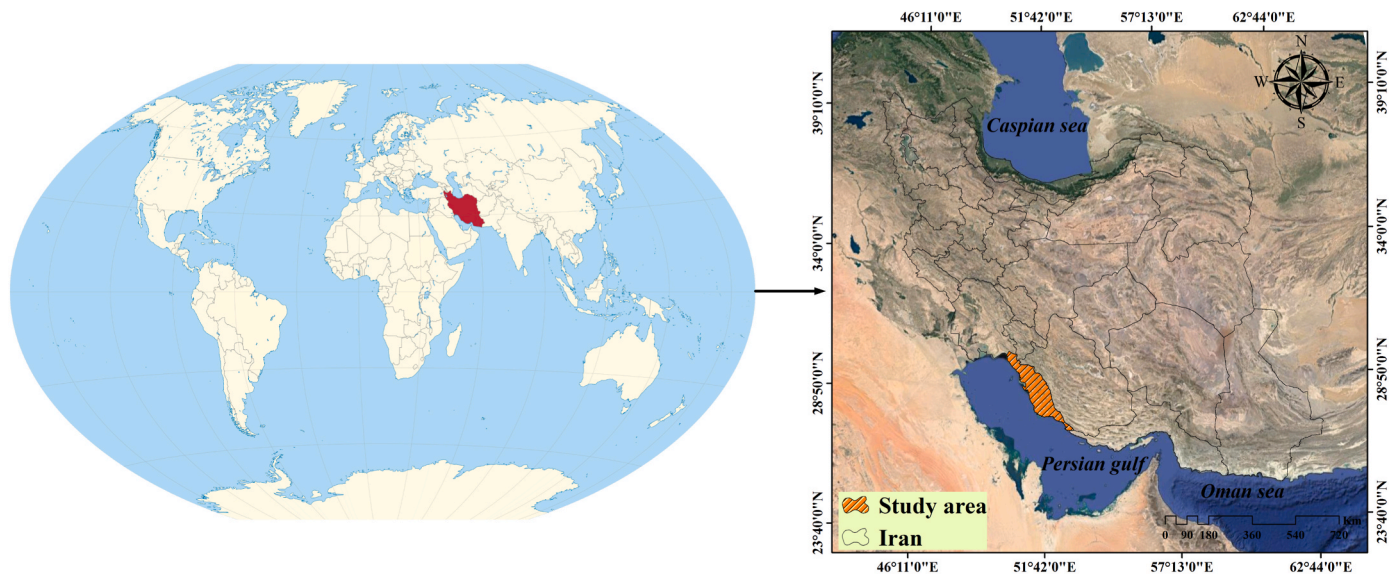 46°11'0"E 51°42'0"E 57°13'0"E 62°44'0"E
N
W E
S
39°10'0"N 39°10'0"N
Caspian sea
34°0'0"N 34°0'0"N
28°50'0"N 28°50'0"N
Persian gulf
Oman sea
Study area
Iran
Km
0 90 180 360 540 720
23°40'0"N 23°40'0"N
46°11'0"E 51°42'0"E 57°13'0"E 62°44'0"E